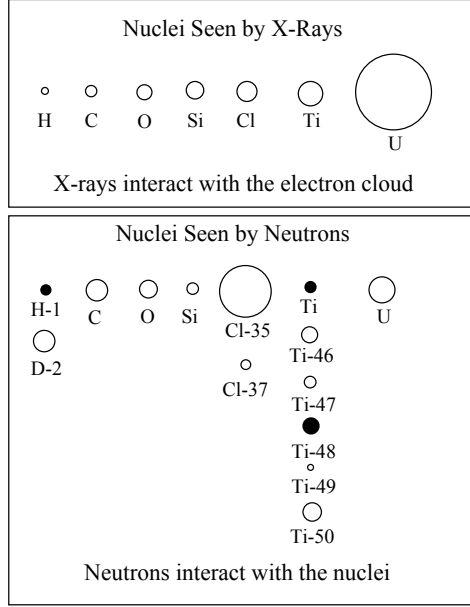 Nuclei Seen by X-Rays
H C O Si Cl Ti
U
X-rays interact with the electron cloud
Nuclei Seen by Neutrons
H-1 C O Si Cl-35 Ti U
D-2 Cl-37 Ti-46
Ti-47
Ti-48
Ti-49
Ti-50
Neutrons interact with the nuclei